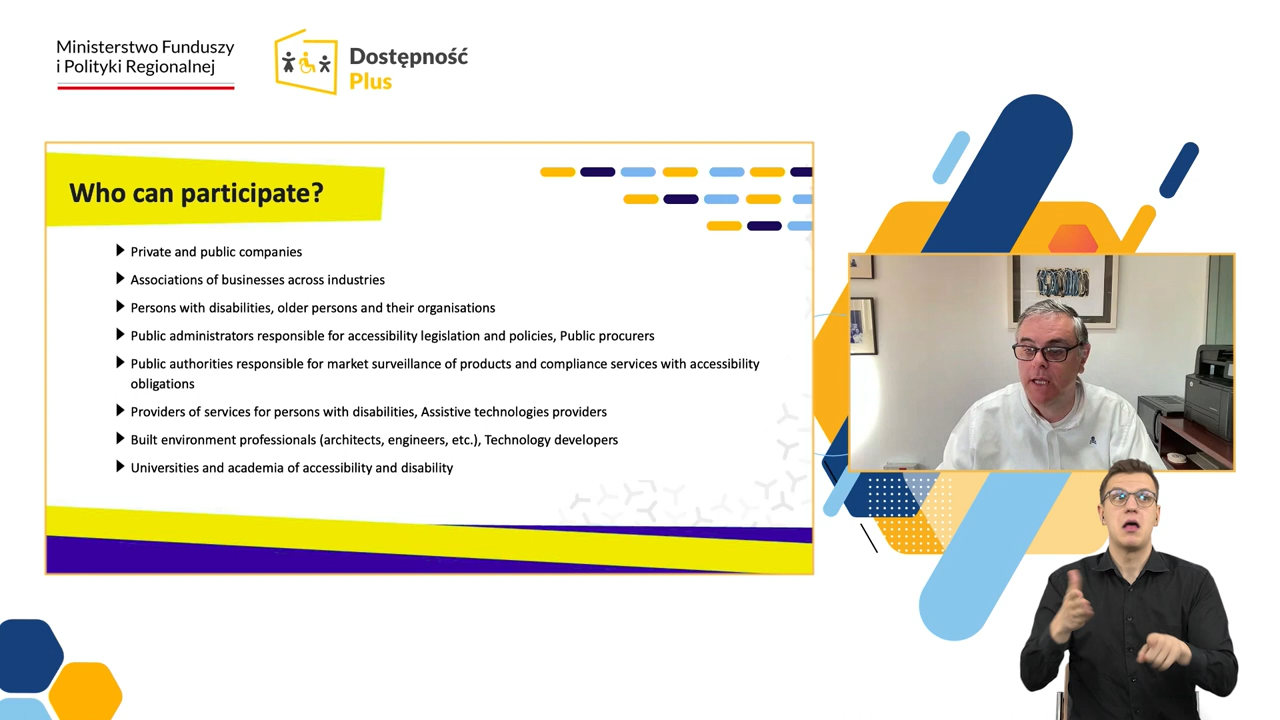 Ministerstwo Funduszy
i Polityki Regionalnej
Dostępność
Plus
Who can participate?
Private and public companies
Associations of businesses across industries
Persons with disabilities, older persons and their organisations
Public administrators responsible for accessibility legislation and policies, Public procurers
Public authorities responsible for market surveillance of products and compliance services with accessibility
obligations
Providers of services for persons with disabilities, Assistive technologies providers
Built environment professionals (architects, engineers, etc.), Technology developers
Universities and academia of accessibility and disability